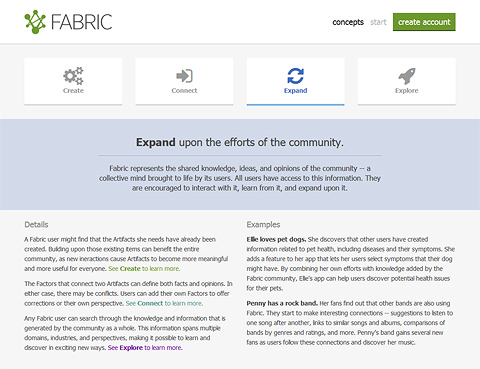 FABRIC
concepts start create account
Create Connect Expand Explore
Expand upon the efforts of the community.
Fabric represents the shared knowledge, ideas, and opinions of the community -- a
collective mind brought to life by its users. All users have access to this information. They
are encouraged to interact with it, learn from it, and expand upon it.
Details
A Fabric user might find that the Artifacts she needs have already been
created. Building upon those existing items can benefit the entire
community, as new ineractions cause Artifacts to become more meaningful
and more useful for everyone. See Create to learn more.
The Factors that connect two Artifacts can define both facts and opinions. In
either case, there may be conflicts. Users can add their own Factors to offer
corrections or their own perspective. See Connect to learn more.
Any Fabric user can search through the knowledge and information that is
generated by the community as a whole. This information spans multiple
domains, industries, and perspectives, making it possible to learn and
discover in exciting new ways. See Explore to learn more.
Examples
Ellie loves pet dogs. She discovers that other users have created
information related to pet health, including diseases and their symptoms. She
adds a feature to her app that lets her users select symptoms that their dog
might have. By combining her own efforts with knowledge added by the
Fabric community, Elle's app can help users discover potential health issues
for their pets.
Penny has a rock band. Her fans find out that other bands are also using
Fabric. They start to make interesting connections -- suggestions to listen to
one song after another, links to similar songs and albums, comparisons of
bands by genres and ratings, and more. Penny's band gains several new
fans as users follow these connections and discover her music.